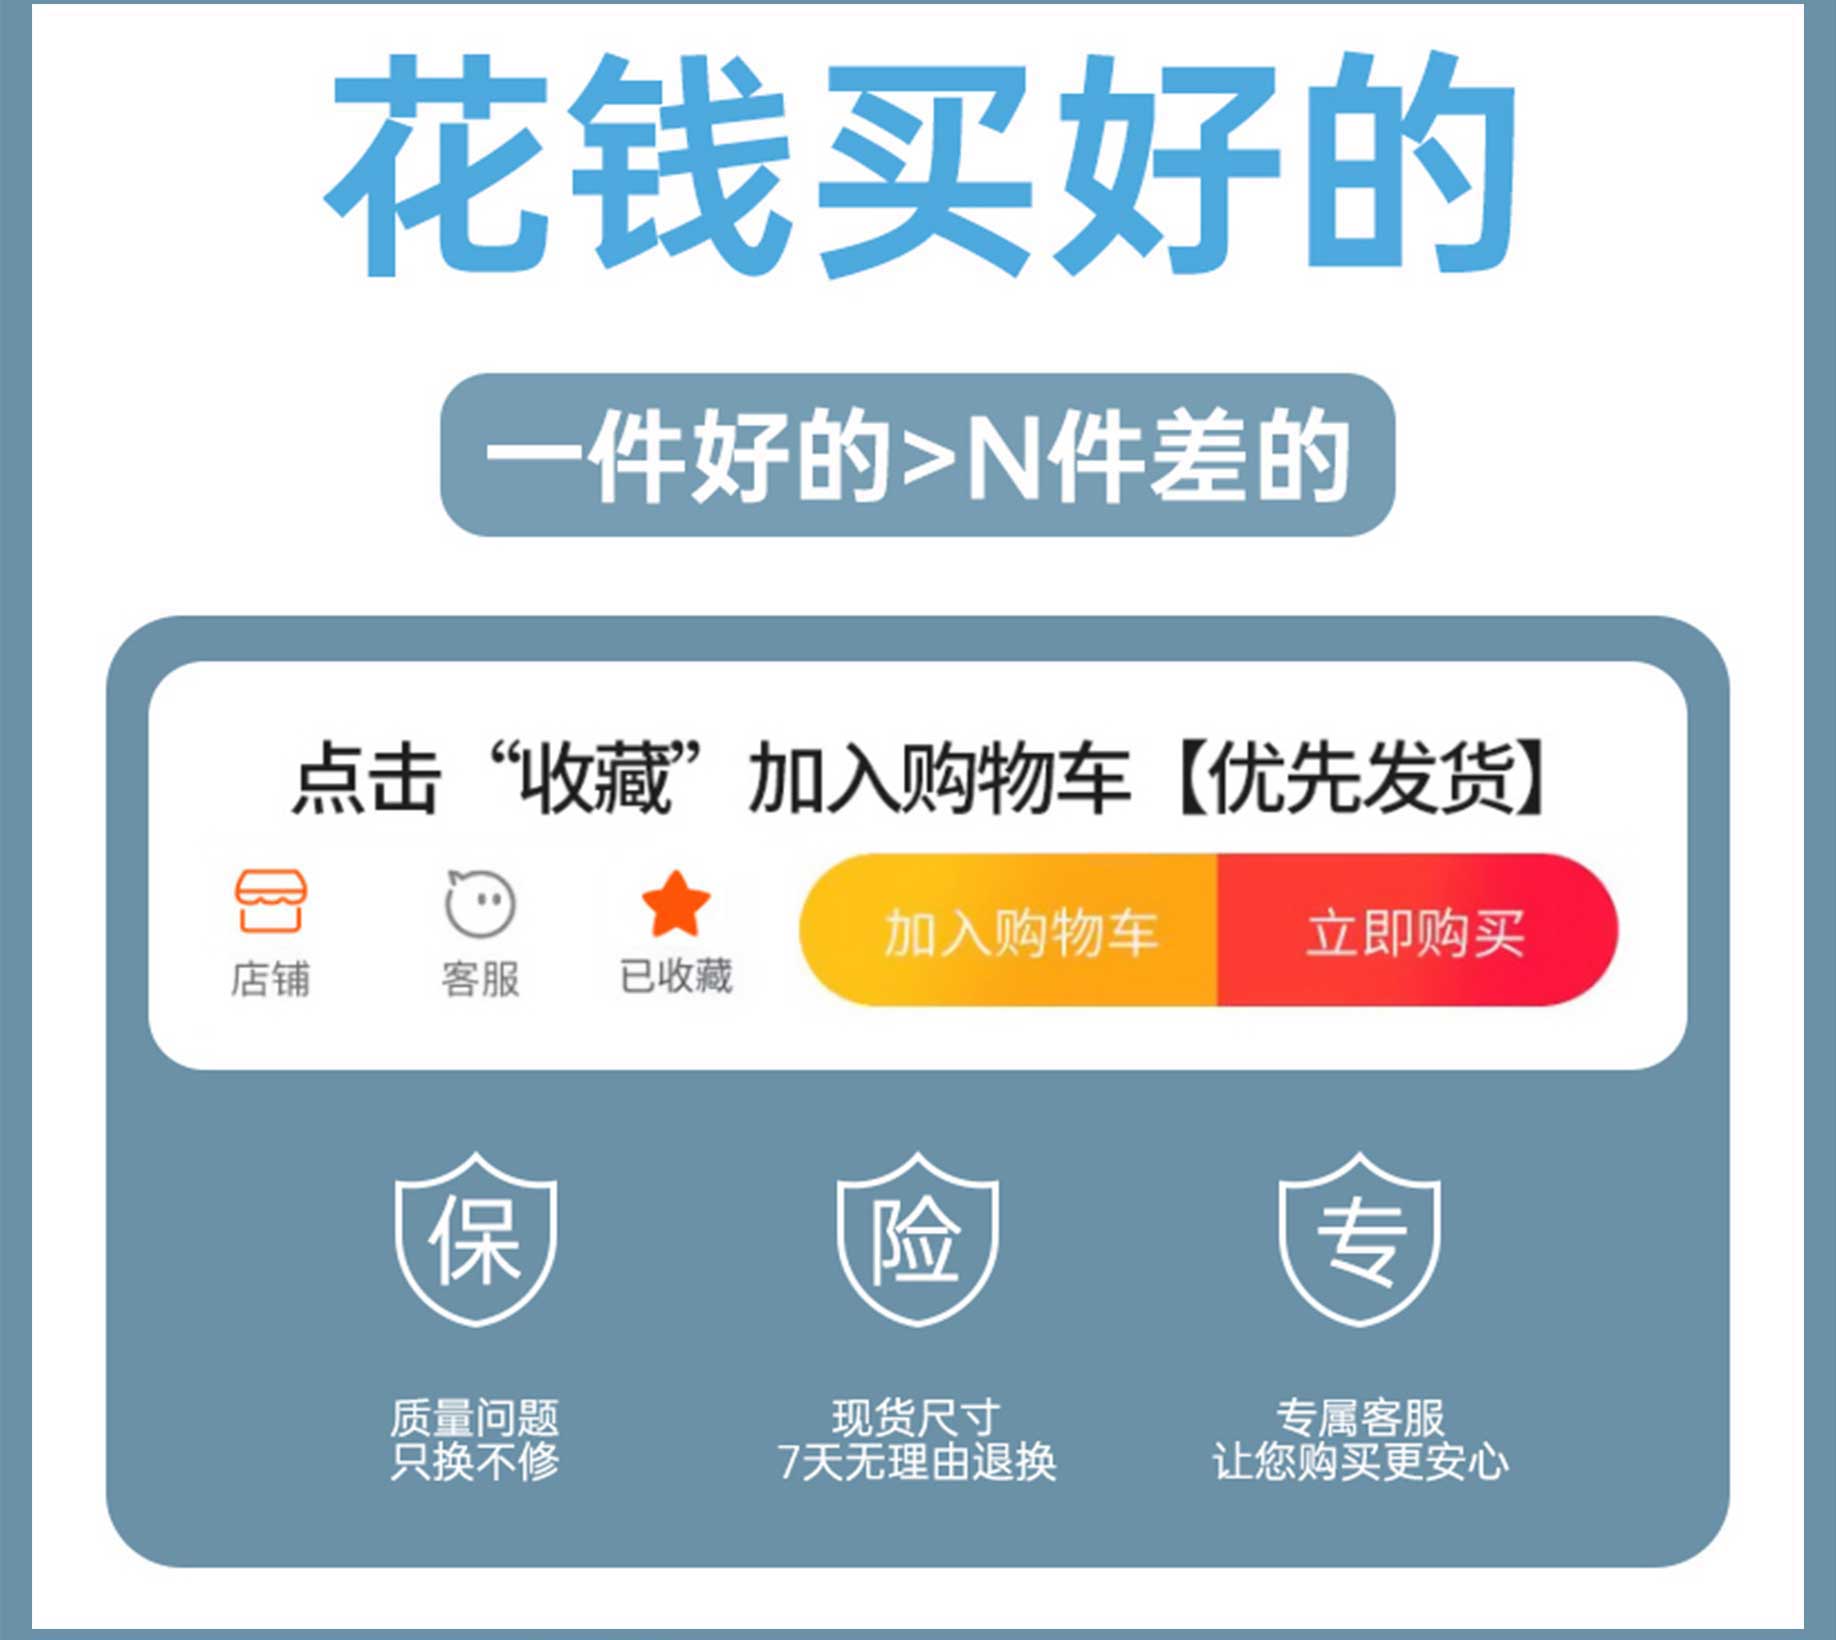 花钱买好的
一件好的>N件差的
点击“收藏”加入购物车【优先发货】
店铺
客服
已收藏
加入购物车
立即购买
保
险
专
质量问题
只换不修
现货尺寸
7天无理由退换
专属客服
让您购买更安心